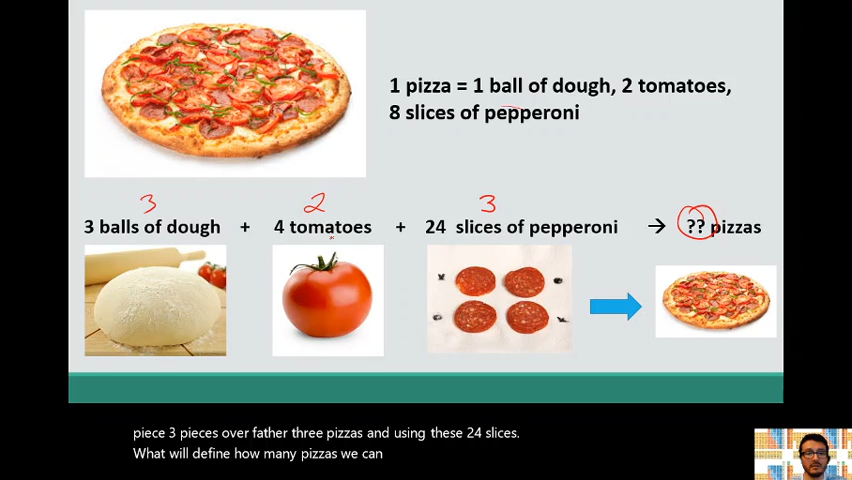 1 pizza = 1 ball of dough, 2 tomatoes,
8 slices of pepperoni
3 2 3
3 balls of dough + 4 tomatoes + 24 slices of pepperoni → ?? pizzas
piece 3 pieces over father three pizzas and using these 24 slices.
What will define how many pizzas we can